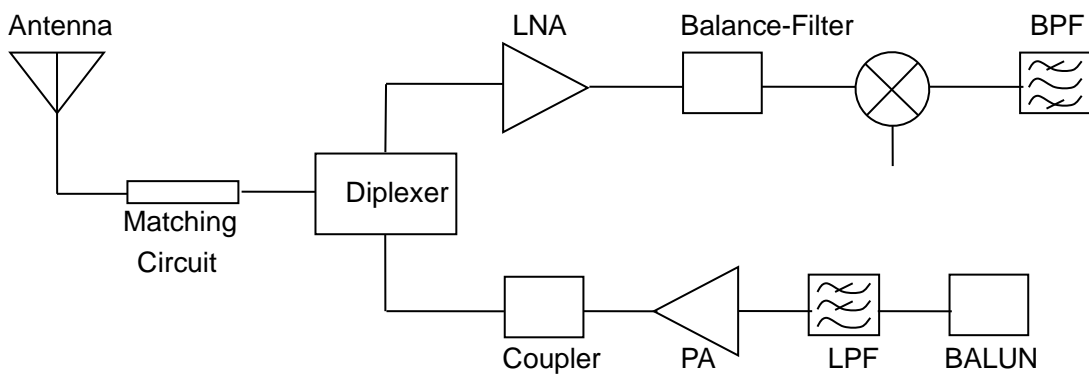 Antenna
LNA
Balance-Filter
BPF
Diplexer
Matching
Circuit
Coupler
PA
LPF
BALUN